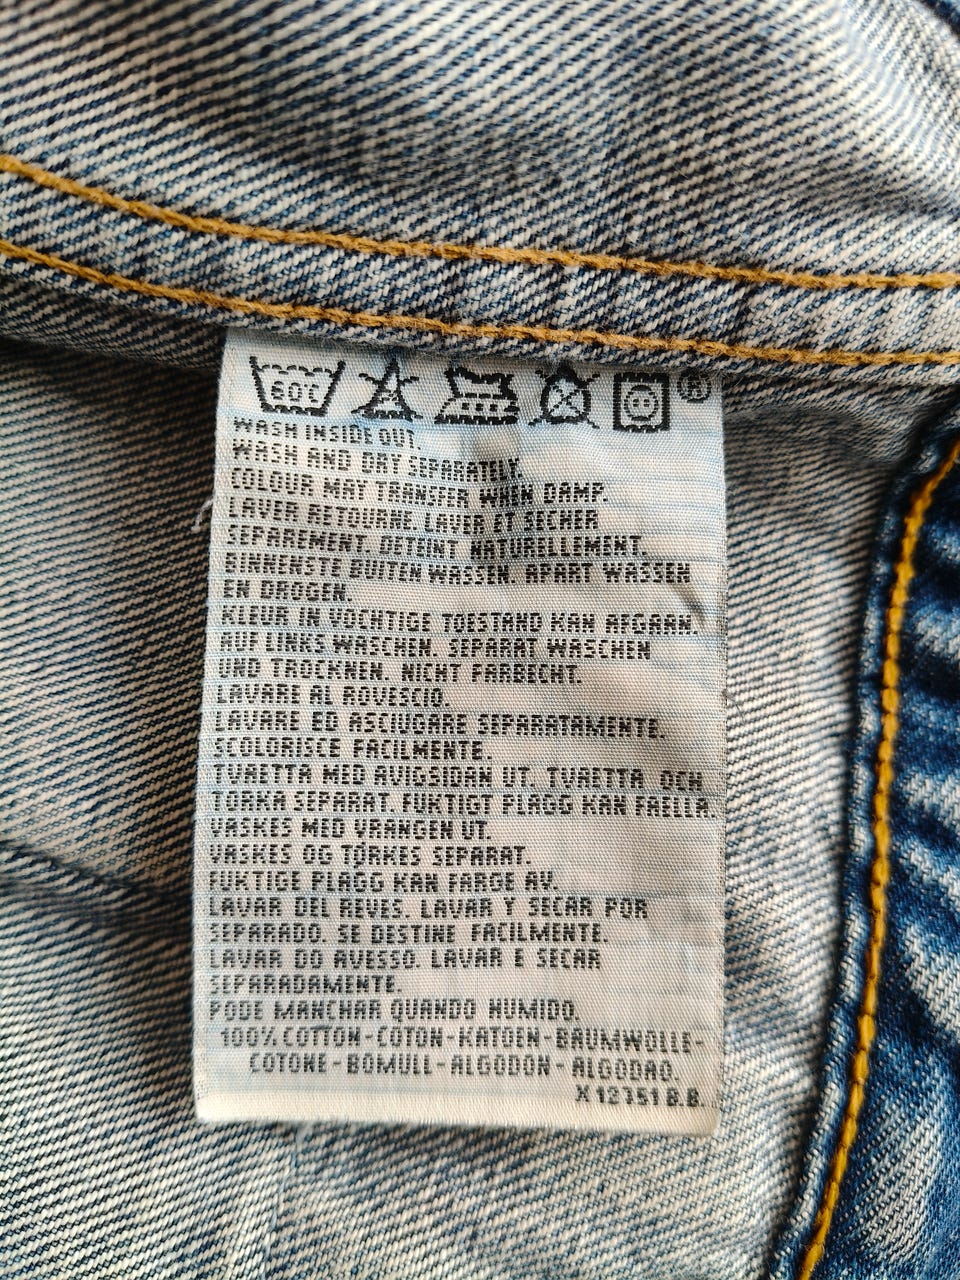 60°C
®
WASH INSIDE OUT.
WASH AND DRY SEPARATELY.
COLOUR MAY TRANSFER WHEN DAMP.
LAVER RETOURNE. LAVER ET SECHER
SEPAREMENT. DETEINT NATURELLEMENT.
BINNENSTE BUITEN WASSEN. APART WASSEN
EN DROGEN.
KLEUR IN VOCHTIGE TOESTAND KAN AFGAAN.
AUF LINKS WASCHEN. SEPARAT WASCHEN
UND TROCKNEN. NICHT FARBECHT.
LAVARE AL ROVESCIO.
LAVARE ED ASCIUGARE SEPARATAMENTE.
SCOLORISCE FACILMENTE.
TVAETTA MED AVIGSIDAN UT. TVAETTA OCH
TORKA SEPARAT. FUKTIGT PLAGG KAN FAELLA.
VASKES MED VRANGEN UT.
VASKES OG TØRKES SEPARAT.
FUKTIGE PLAGG KAN FARGE AV.
LAVAR DEL REVES. LAVAR Y SECAR POR
SEPARADO. SE DESTINE FACILMENTE.
LAVAR DO AVESSO. LAVAR E SECAR
SEPARADAMENTE.
PODE MANCHAR QUANDO HUMIDO.
100% COTTON-COTON-KATOEN-BAUMWOLLE-
COTONE-BOMULL-ALGODON-ALGODAO.
X12751 B.B.